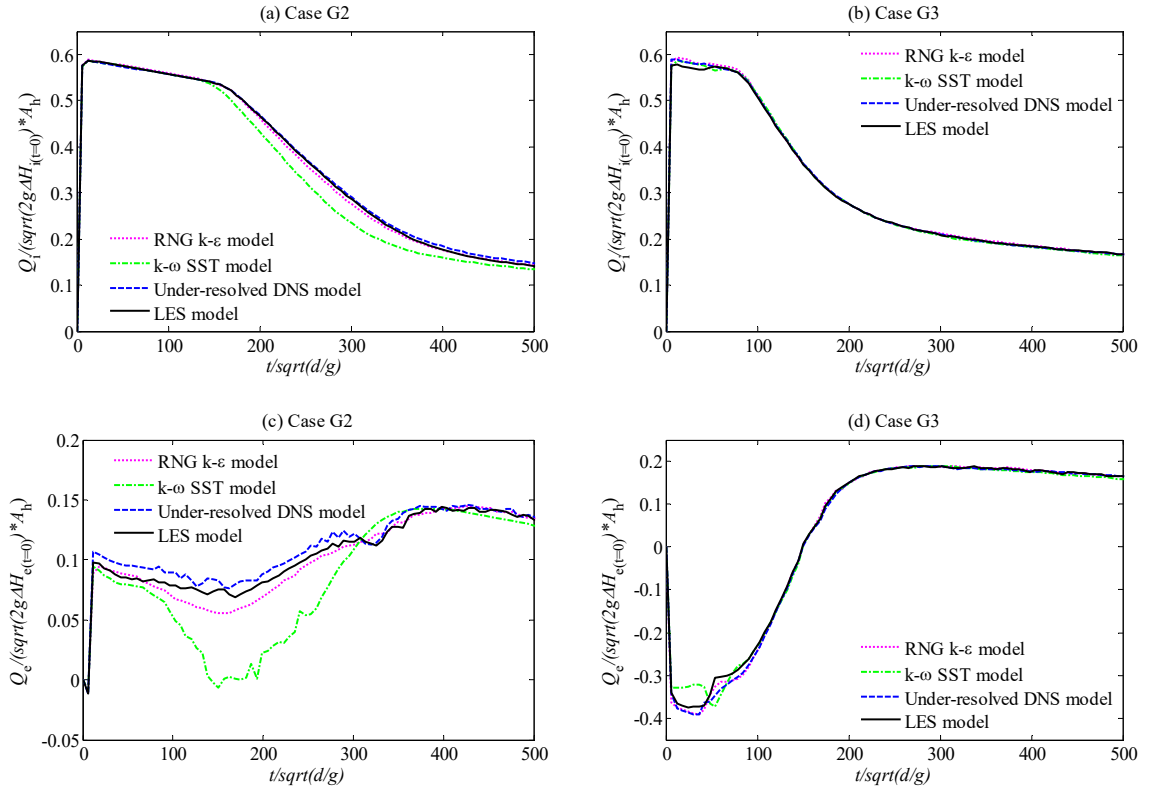 (a) Case G2
Q_i/(sqrt(2gΔH_i(t=0))*A_h)
0.6
0.5
0.4
0.3
0.2
0.1
0
RNG k-ε model
k-ω SST model
Under-resolved DNS model
LES model
0 100 200 300 400 500
t/sqrt(d/g)
(b) Case G3
Q_i/(sqrt(2gΔH_i(t=0))*A_h)
0.6
0.5
0.4
0.3
0.2
0.1
0
RNG k-ε model
k-ω SST model
Under-resolved DNS model
LES model
0 100 200 300 400 500
t/sqrt(d/g)
(c) Case G2
Q_e/(sqrt(2gΔH_e(t=0))*A_h)
0.2
0.15
0.1
0.05
0
-0.05
RNG k-ε model
k-ω SST model
Under-resolved DNS model
LES model
0 100 200 300 400 500
t/sqrt(d/g)
(d) Case G3
Q_e/(sqrt(2gΔH_e(t=0))*A_h)
0.2
0.1
0
-0.1
-0.2
-0.3
-0.4
RNG k-ε model
k-ω SST model
Under-resolved DNS model
LES model
0 100 200 300 400 500
t/sqrt(d/g)